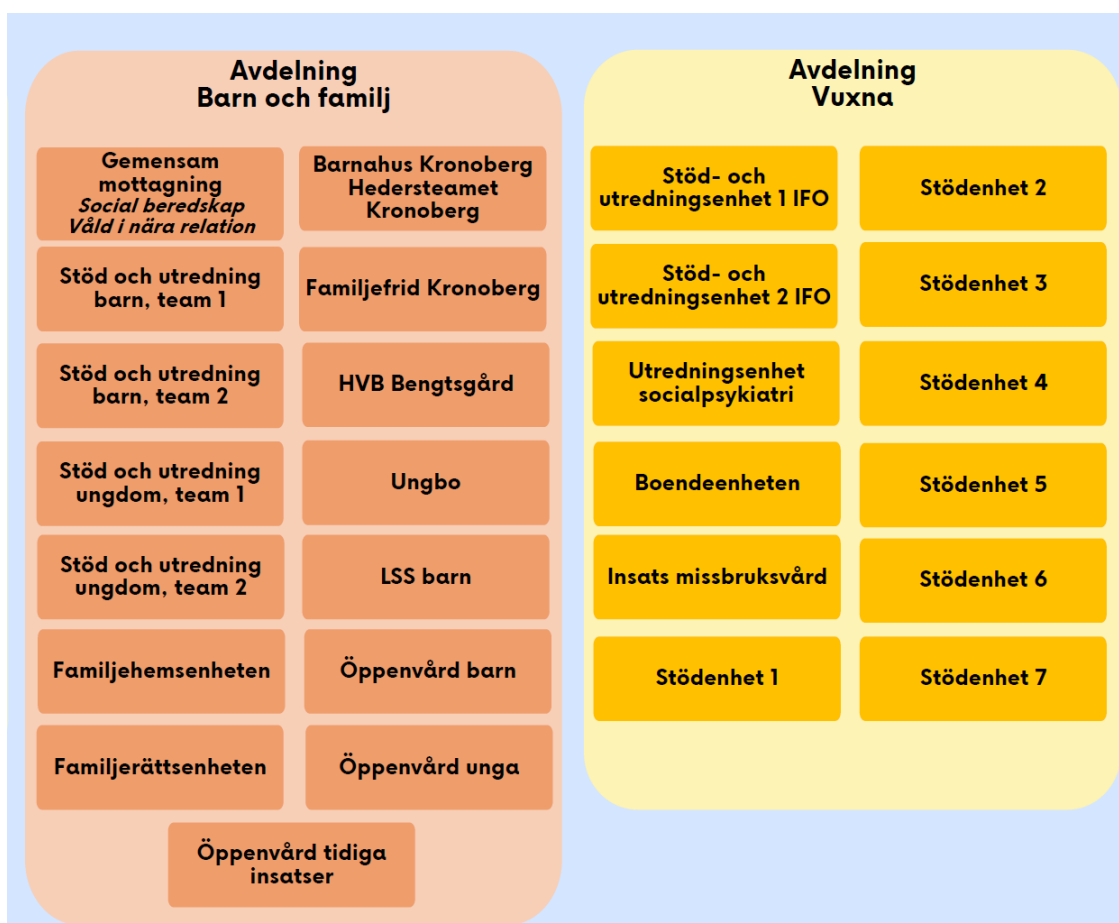 Avdelning
Barn och familj
Gemensam
mottagning
Social beredskap
Våld i nära relation
Barnahus Kronoberg
Hedersteamet
Kronoberg
Stöd och utredning
barn, team 1
Familjefrid Kronoberg
Stöd och utredning
barn, team 2
HVB Bengtsgård
Stöd och utredning
ungdom, team 1
Ungbo
Stöd och utredning
ungdom, team 2
LSS barn
Familjehemsenheten
Öppenvård barn
Familjerättsenheten
Öppenvård unga
Öppenvård tidiga
insatser
Avdelning
Vuxna
Stöd- och
utredningsenhet 1 IFO
Stödenhet 2
Stöd- och
utredningsenhet 2 IFO
Stödenhet 3
Utredningsenhet
socialpsykiatri
Stödenhet 4
Boendeenheten
Stödenhet 5
Insats missbruksvård
Stödenhet 6
Stödenhet 1
Stödenhet 7